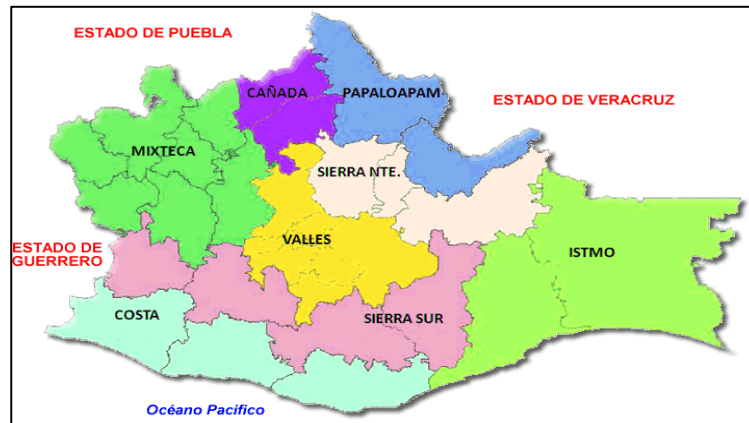 ESTADO DE PUEBLA
CAÑADA
PAPALOAPAM
ESTADO DE VERACRUZ
MIXTECA
SIERRA NTE.
ESTADO DE
GUERRERO
VALLES
ISTMO
COSTA
SIERRA SUR
Océano Pacifico